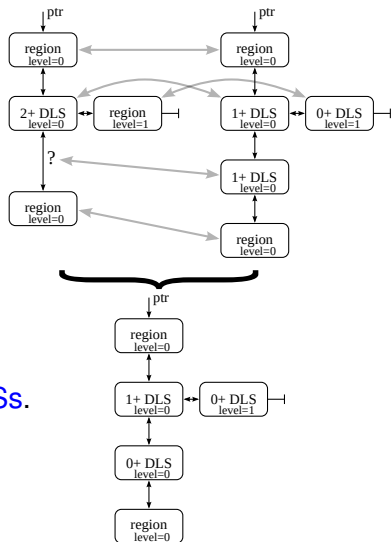 ptr
ptr
region
level=0
region
level=0
2+ DLS
level=0
region
level=1
1+ DLS
level=0
0+ DLS
level=1
?
1+ DLS
level=0
region
level=0
region
level=0
ptr
region
level=0
1+ DLS
level=0
0+ DLS
level=1
Ss.
0+ DLS
level=0
region
level=0